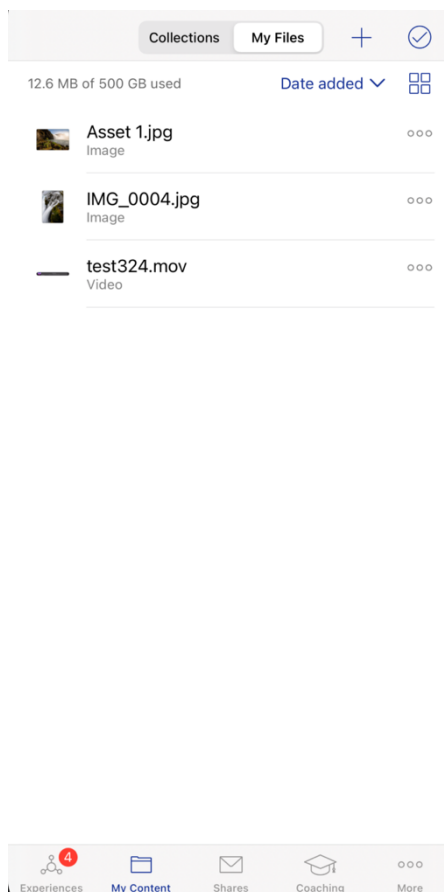 Collections My Files
12.6 MB of 500 GB used Date added
Asset 1.jpg
Image
IMG_0004.jpg
Image
test324.mov
Video
4
Experiences My Content Shares Coaching More